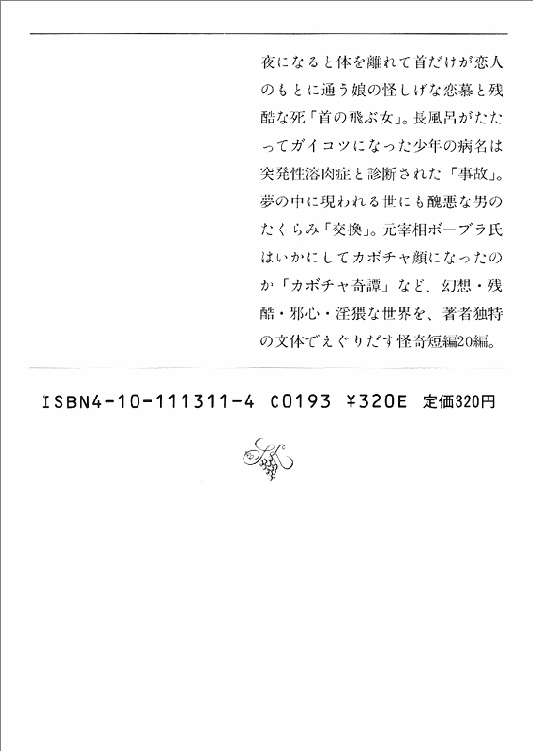 夜になると体を離れて首だけが恋人
のもとに通う娘の怪しげな恋慕と残
酷な死「首の飛ぶ女」。長風呂がたた
ってガイコツになった少年の病名は
突発性溶肉症と診断された「事故」。
夢の中に現われる世にも醜悪な男の
たくらみ「交換」。元宰相ボーブラ氏
はいかにしてカボチャ顔になったの
か「カボチャ奇譚」など、幻想・残
酷・邪心・淫猥な世界を、著者独特
の文体でえぐりだす怪奇短編20編。
ISBN4-10-111311-4 C0193 ¥320E 定価320円